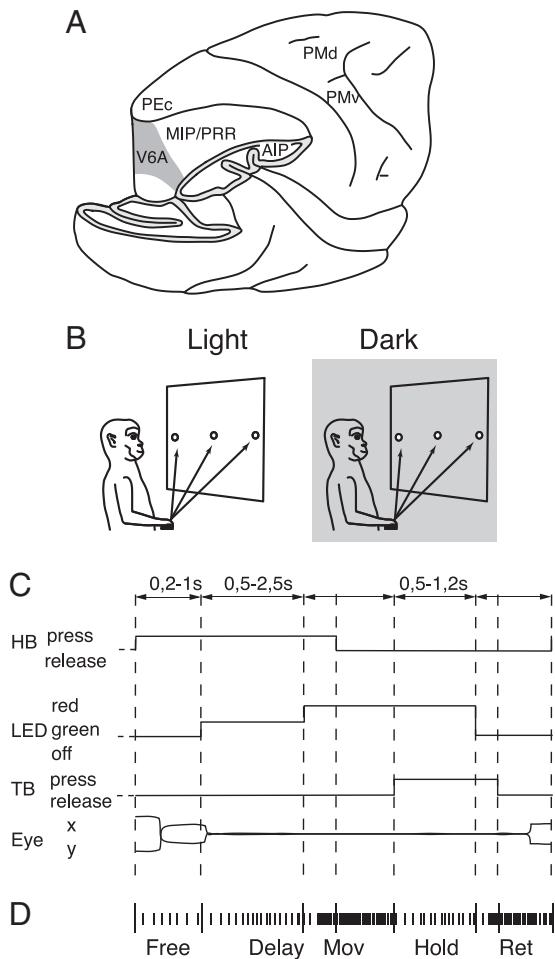 A
PMd
PMv
PEc
MIP/PRR
AIP
V6A
B
Light
Dark
C
0,2-1s
0,5-2,5s
0,5-1,2s
HB press
release
red
LED green
off
TB press
release
Eye x
y
D
Free
Delay
Mov
Hold
Ret